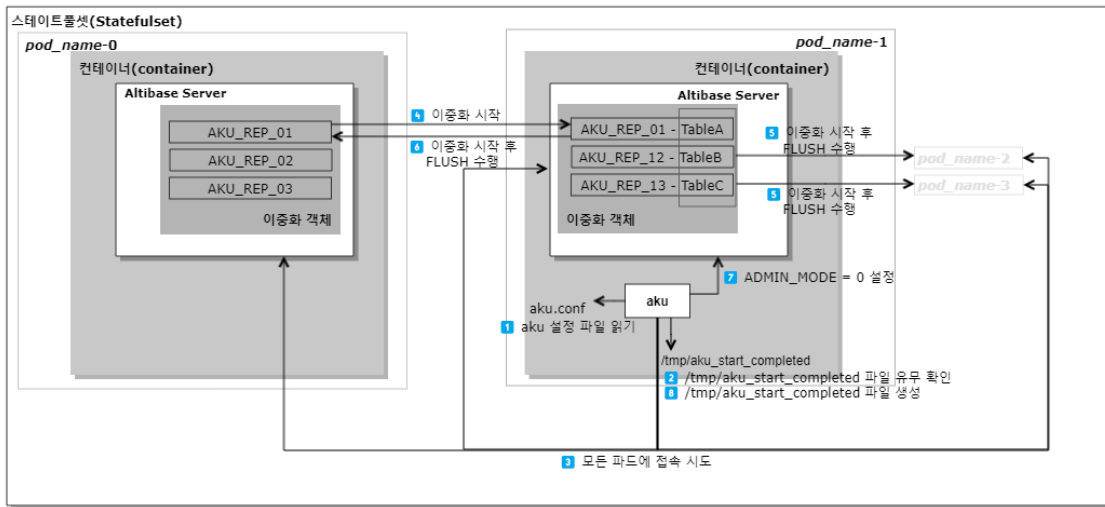 스테이트풀셋(Statefulset)
pod_name-0
컨테이너(container)
Altibase Server
AKU_REP_01
AKU_REP_02
AKU_REP_03
이중화 객체
4 이중화 시작
6 이중화 시작 후
FLUSH 수행
pod_name-1
컨테이너(container)
Altibase Server
AKU_REP_01 - TableA
AKU_REP_12 - TableB
AKU_REP_13 - TableC
이중화 객체
5 이중화 시작 후
FLUSH 수행
5 이중화 시작 후
FLUSH 수행
pod_name-2
pod_name-3
7 ADMIN_MODE = 0 설정
aku
aku.conf
1 aku 설정 파일 읽기
/tmp/aku_start_completed
2 /tmp/aku_start_completed 파일 유무 확인
8 /tmp/aku_start_completed 파일 생성
3 모든 파드에 접속 시도